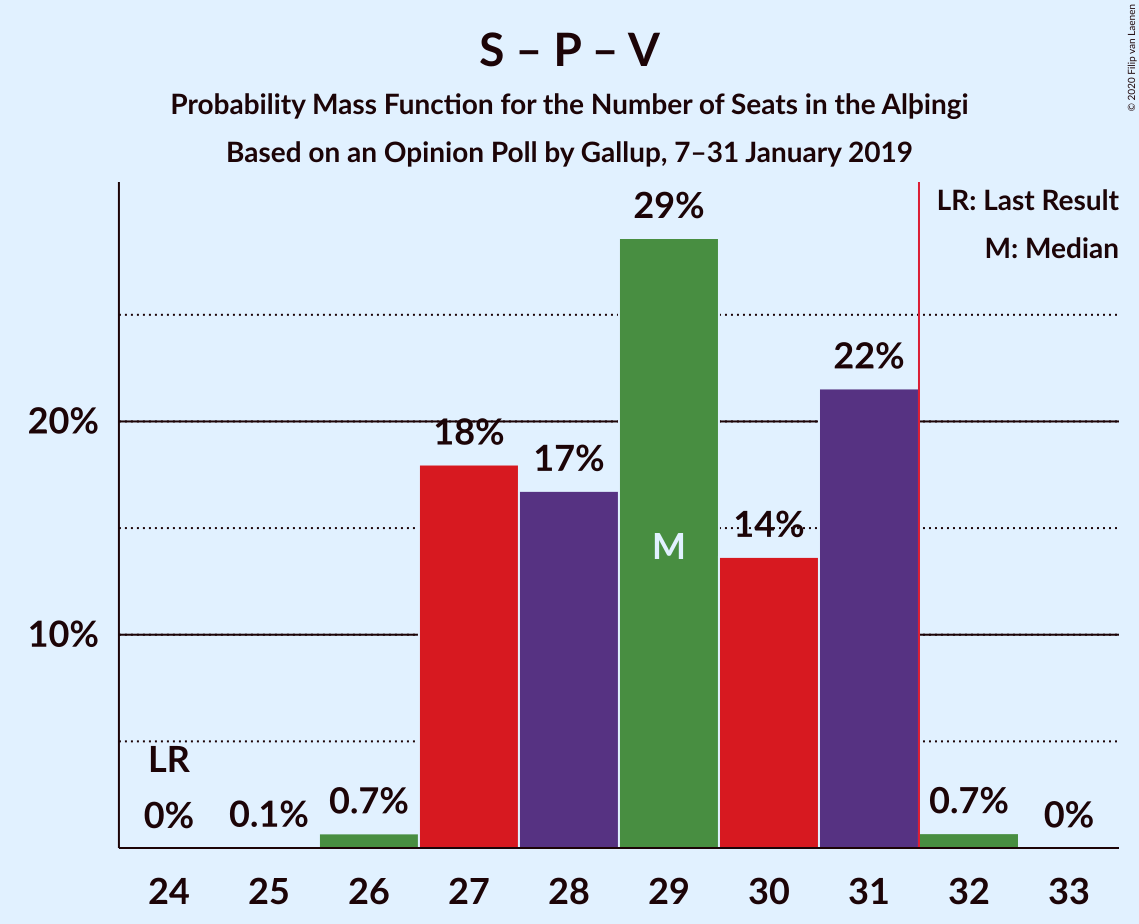 S – P – V
Probability Mass Function for the Number of Seats in the Alþingi
Based on an Opinion Poll by Gallup, 7–31 January 2019
© 2020 Filip van Laenen
LR: Last Result
M: Median
29%
22%
20%
18%
17%
14%
M
10%
LR
0%
0.1%
0.7%
0.7%
0%
24 25 26 27 28 29 30 31 32 33